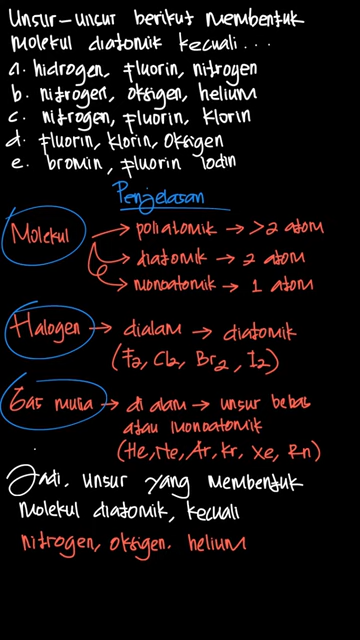 Unsur-unsur berikut membentuk
molekul diatomik kecuali...
a. hidrogen, fluorin, nitrogen
b. nitrogen, oksigen, helium
c. nitrogen, fluorin, klorin
d. fluorin, klorin, oksigen
e. bromin, fluorin iodin
Penjelasan
Molekul → poliatomik → >2 atom
→ diatomik → 2 atom
→ monoatomik → 1 atom
Halogen → dialam → diatomik
(F2, Cl2, Br2, I2)
Gas mulia → di alam → unsur bebas
atau monoatomik
(He, Ne, Ar, Kr, Xe, Rn)
Jadi, unsur yang membentuk
molekul diatomik, kecuali
nitrogen, oksigen. helium